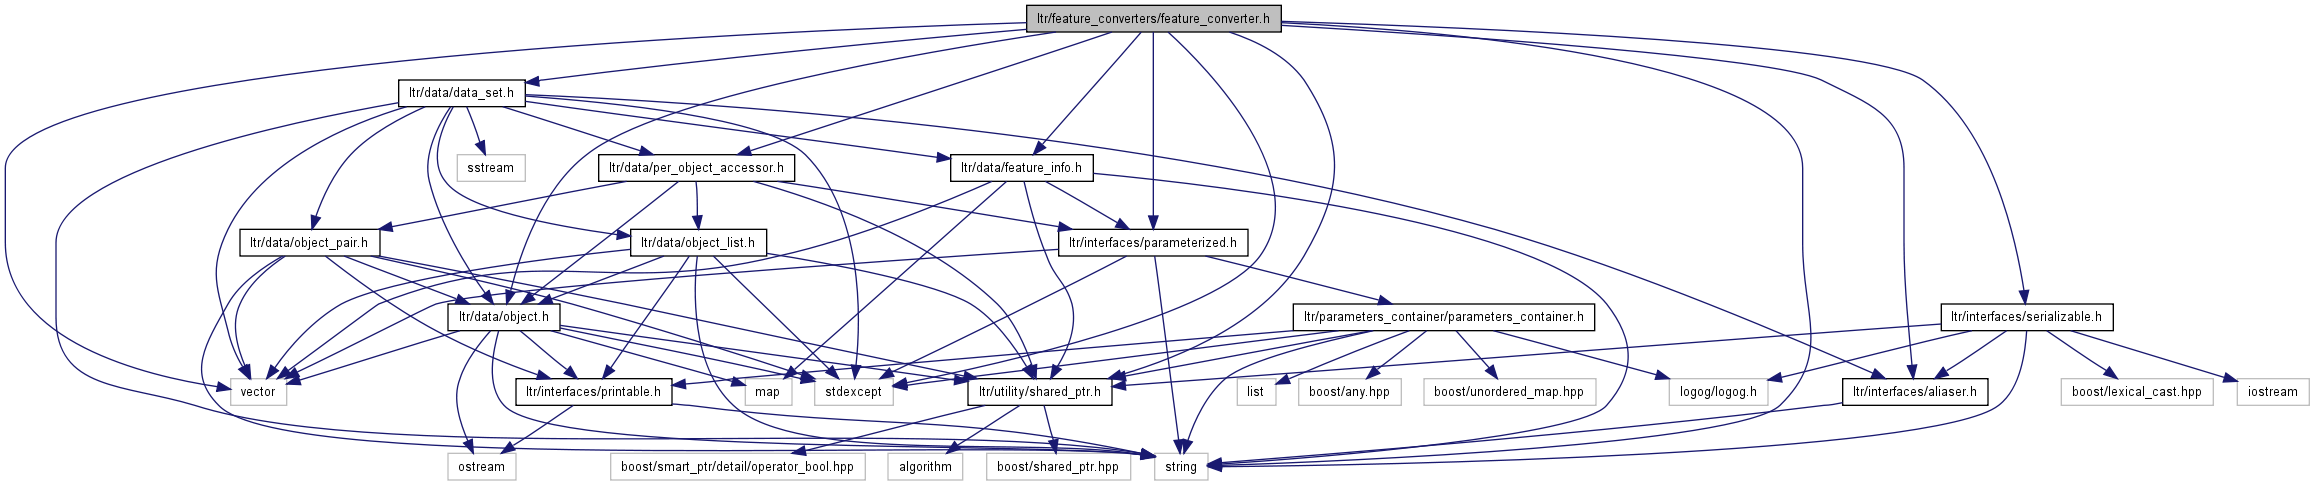 ltr/feature_converters/feature_converter.h
ltr/data/data_set.h
sstream
ltr/data/per_object_accessor.h
ltr/data/feature_info.h
ltr/data/object_pair.h
ltr/data/object_list.h
ltr/interfaces/parameterized.h
ltr/data/object.h
ltr/parameters_container/parameters_container.h
ltr/interfaces/serializable.h
vector
ltr/interfaces/printable.h
map
stdexcept
ltr/utility/shared_ptr.h
list
boost/any.hpp
boost/unordered_map.hpp
logog/logog.h
ltr/interfaces/aliaser.h
boost/lexical_cast.hpp
iostream
ostream
boost/smart_ptr/detail/operator_bool.hpp
algorithm
boost/shared_ptr.hpp
string